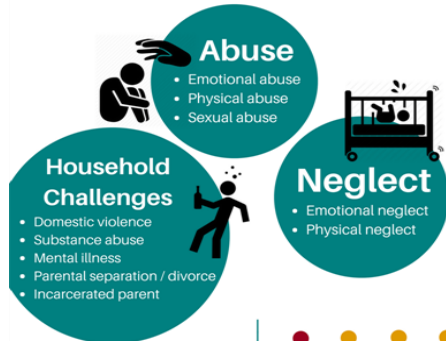 Abuse
• Emotional abuse
• Physical abuse
• Sexual abuse
Household
Challenges
• Domestic violence
• Substance abuse
• Mental illness
• Parental separation / divorce
• Incarcerated parent
Neglect
• Emotional neglect
• Physical neglect